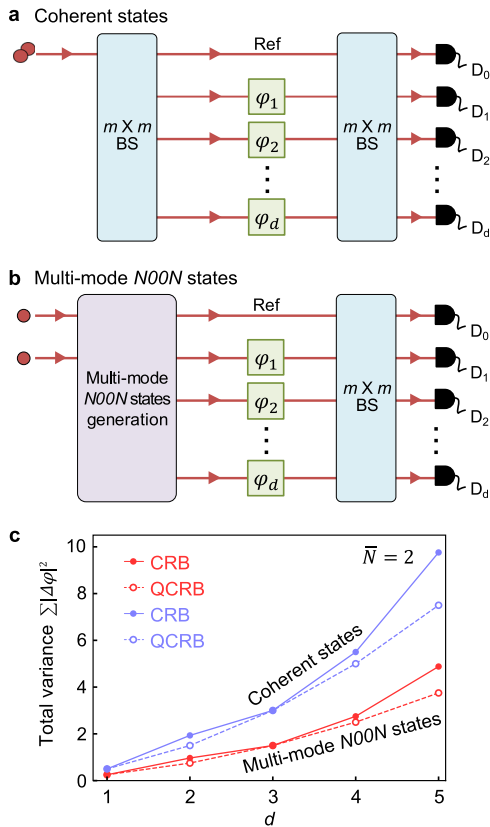 a Coherent states
Ref
m X m
BS
φ1
φ2
φd
m X m
BS
D0
D1
D2
Dd
b Multi-mode N00N states
Ref
Multi-mode
N00N states
generation
φ1
φ2
φd
m X m
BS
D0
D1
D2
Dd
c
Total variance ∑|Δφ|²
10
8
6
4
2
0
CRB
QCRB
CRB
QCRB
N̅ = 2
Coherent states
Multi-mode N00N states
1 2 3 4 5
d